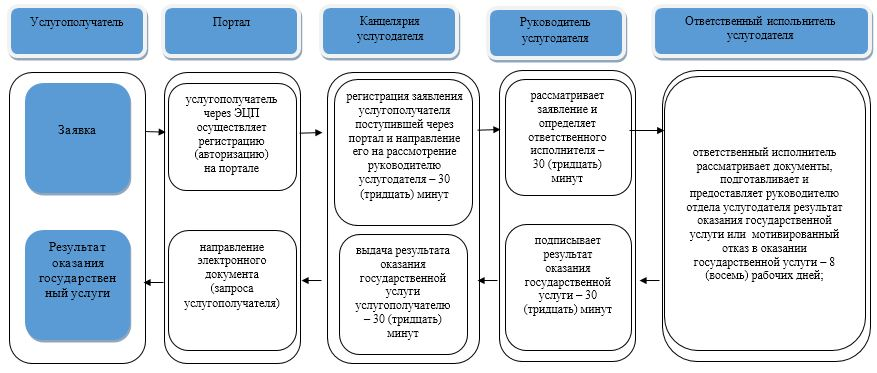 Услугополучатель
Портал
Канцелярия
услугодателя
Руководитель
услугодателя
Ответственный испольнитель
услугодателя
Заявка
услугополучатель
через ЭЦП
осуществляет
регистрацию
(авторизацию)
на портале
регистрация заявления
услугополучателя
поступившей через
портал и направление
его на рассмотрение
руководителю
услугодателя – 30
(тридцать) минут
рассматривает
заявление и
определяет
ответственного
исполнителя –
30 (тридцать)
минут
ответственный исполнитель
рассматривает документы,
подготавливает и
предоставляет руководителю
отдела услугодателя результат
оказания государственной
услуги или мотивированный
отказ в оказании
государственной услуги – 8
(восемь) рабочих дней;
Результат
оказания
государствен
ный услуги
направление
электронного
документа
(запроса
услугополучателя)
выдача результата
оказания
государственной
услуги
услугополучателю
– 30 (тридцать)
минут
подписывает
результат
оказания
государственной
услуги – 30
(тридцать) минут